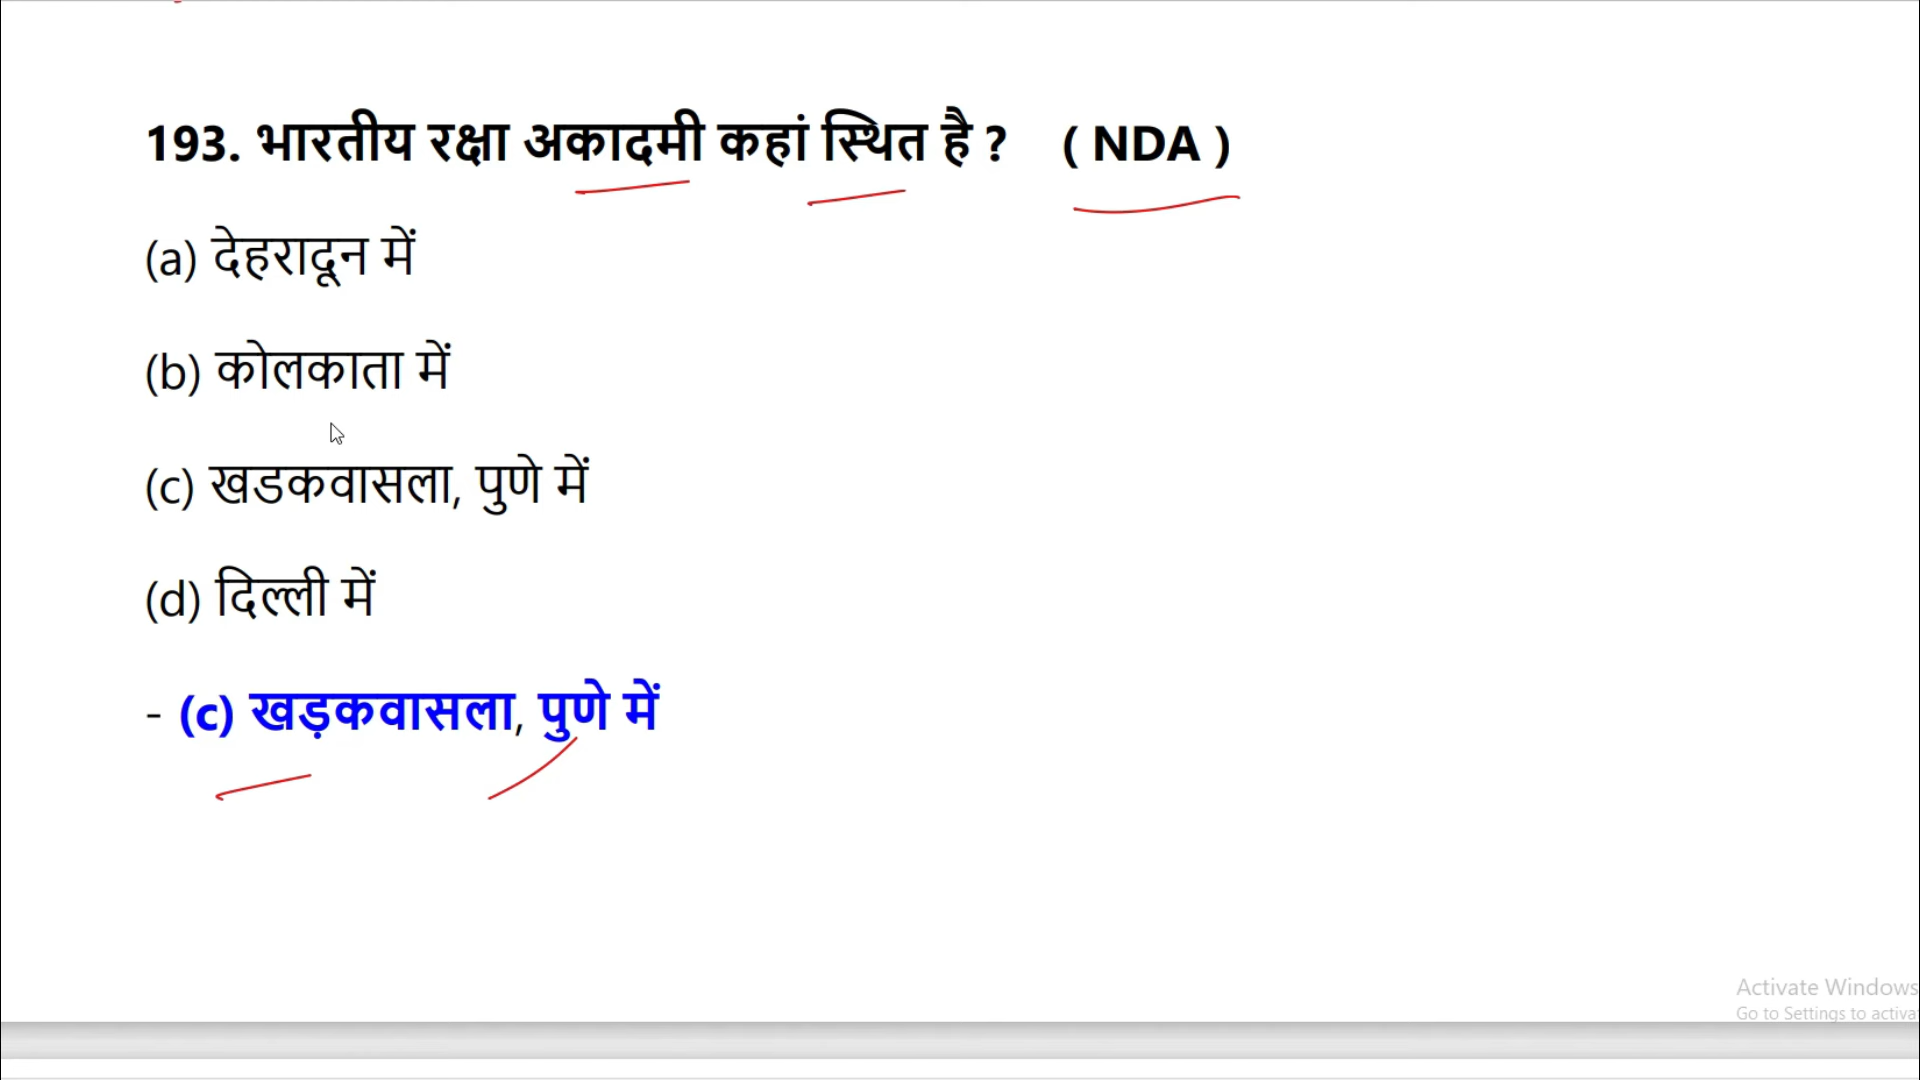 193. भारतीय रक्षा अकादमी कहां स्थित है ? ( NDA )
(a) देहरादून में
(b) कोलकाता में
(c) खडकवासला, पुणे में
(d) दिल्ली में
- (c) खड़कवासला, पुणे में
Activate Windows
Go to Settings to activa